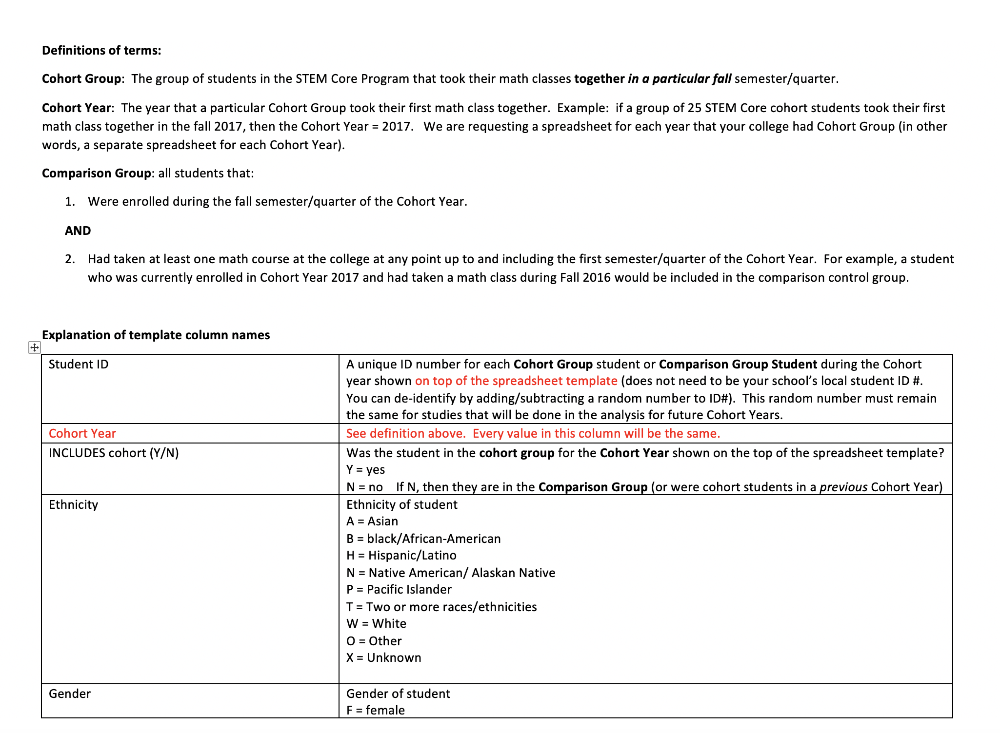 Definitions of terms:
Cohort Group:  The group of students in the STEM Core Program that took their math classes together in a particular fall semester/quarter.
Cohort Year:  The year that a particular Cohort Group took their first math class together.  Example:  if a group of 25 STEM Core cohort students took their first
math class together in the fall 2017, then the Cohort Year = 2017.   We are requesting a spreadsheet for each year that your college had Cohort Group (in other
words, a separate spreadsheet for each Cohort Year).
Comparison Group: all students that:
1.   Were enrolled during the fall semester/quarter of the Cohort Year.
AND
2.   Had taken at least one math course at the college at any point up to and including the first semester/quarter of the Cohort Year.  For example, a student
who was currently enrolled in Cohort Year 2017 and had taken a math class during Fall 2016 would be included in the comparison control group.
Explanation of template column names
Student ID
A unique ID number for each Cohort Group student or Comparison Group Student during the Cohort
year shown on top of the spreadsheet template (does not need to be your school’s local student ID #.
You can de-identify by adding/subtracting a random number to ID#).  This random number must remain
the same for studies that will be done in the analysis for future Cohort Years.
Cohort Year
See definition above.  Every value in this column will be the same.
INCLUDES cohort (Y/N)
Was the student in the cohort group for the Cohort Year shown on the top of the spreadsheet template?
Y = yes
N = no    If N, then they are in the Comparison Group (or were cohort students in a previous Cohort Year)
Ethnicity
Ethnicity of student
A = Asian
B = black/African-American
H = Hispanic/Latino
N = Native American/ Alaskan Native
P = Pacific Islander
T = Two or more races/ethnicities
W = White
O = Other
X = Unknown
Gender
Gender of student
F = female